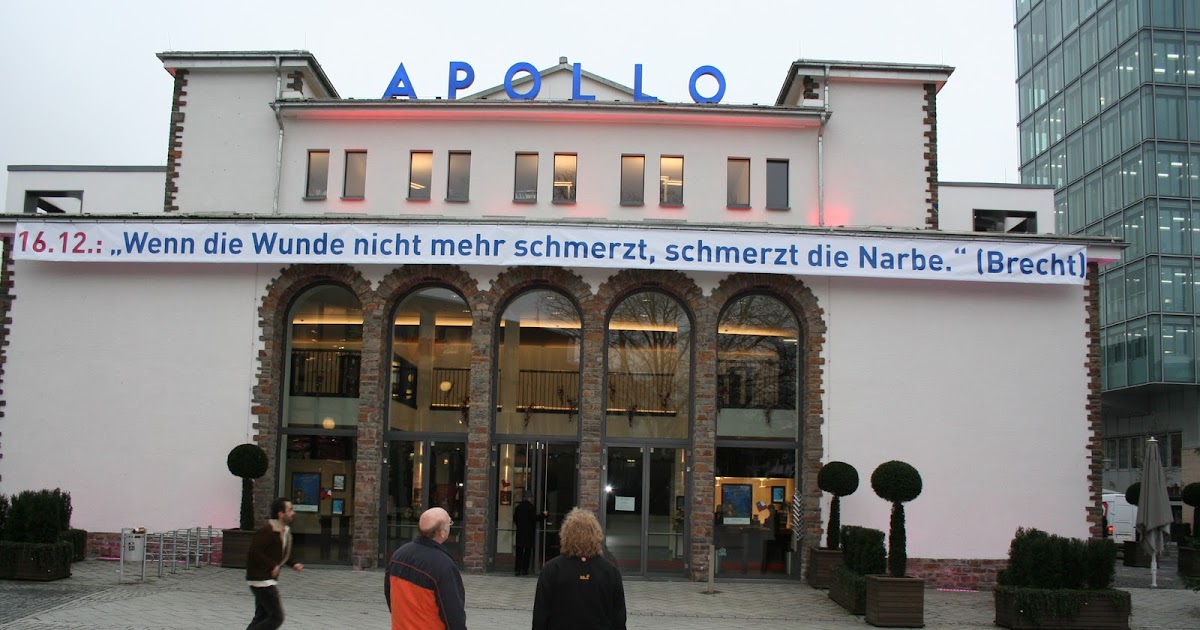 APOLLO
16.12.: „Wenn die Wunde nicht mehr schmerzt, schmerzt die Narbe.“ (Brecht)